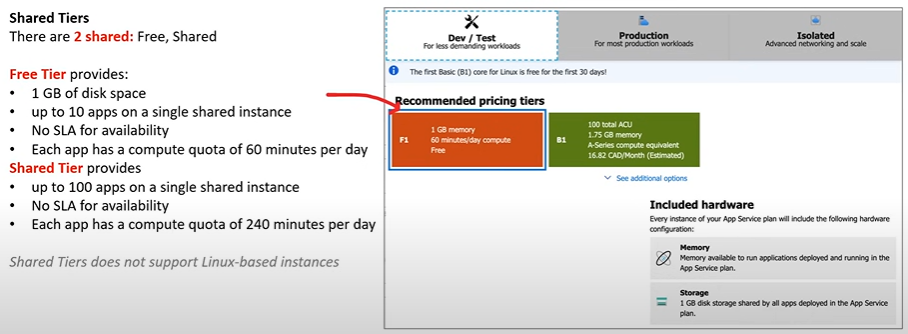 Shared Tiers
There are 2 shared: Free, Shared
Free Tier provides:
• 1 GB of disk space
• up to 10 apps on a single shared instance
• No SLA for availability
• Each app has a compute quota of 60 minutes per day
Shared Tier provides
• up to 100 apps on a single shared instance
• No SLA for availability
• Each app has a compute quota of 240 minutes per day
Shared Tiers does not support Linux-based instances
Dev / Test
For less demanding workloads
Production
For most production workloads
Isolated
Advanced networking and scale
The first Basic (B1) core for Linux is free for the first 30 days!
Recommended pricing tiers
F1
1 GB memory
60 minutes/day compute
Free
B1
100 total ACU
1.75 GB memory
A-Series compute equivalent
16.82 CAD/Month (Estimated)
See additional options
Included hardware
Every instance of your App Service plan will include the following hardware
configuration:
Memory
Memory available to run applications deployed and running in the
App Service plan.
Storage
1 GB disk storage shared by all apps deployed in the App Service
plan.